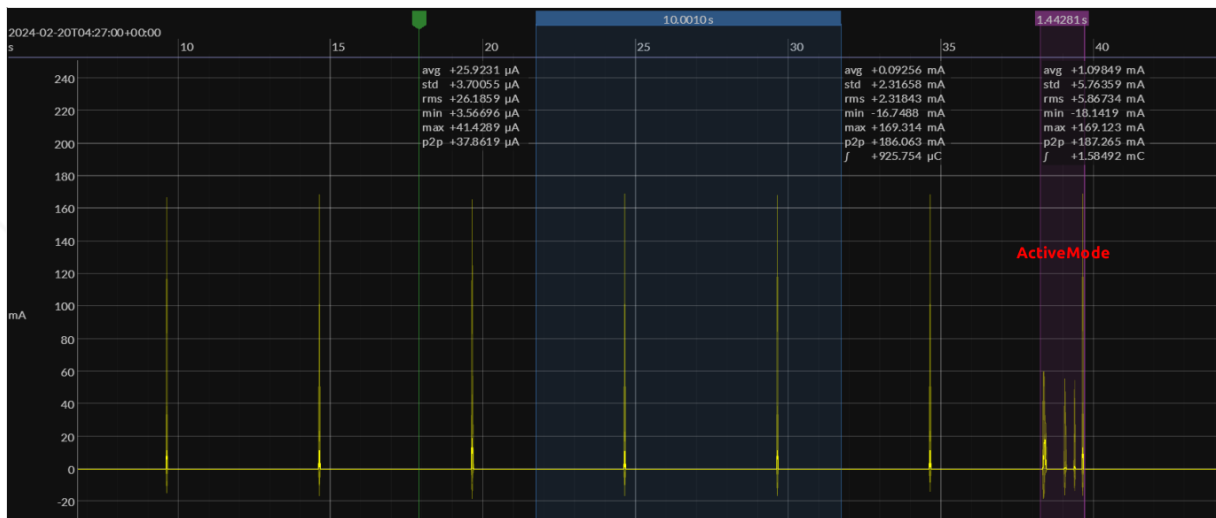 10.0010 s
1.44281 s
2024-02-20T04:27:00+00:00
s 10 15 20 25 30 35 40
avg +25.9231 µA
std +3.70055 µA
rms +26.1859 µA
min +3.56696 µA
max +41.4289 µA
p2p +37.8619 µA
avg +0.09256 mA
std +2.31658 mA
rms +2.31843 mA
min -16.7488 mA
max +169.314 mA
p2p +186.063 mA
∫ +925.754 µC
avg +1.09849 mA
std +5.76359 mA
rms +5.86734 mA
min -18.1419 mA
max +169.123 mA
p2p +187.265 mA
∫ +1.58492 mC
240
220
200
180
160
140
ActiveMode
120
100
mA
80
60
40
20
0
-20